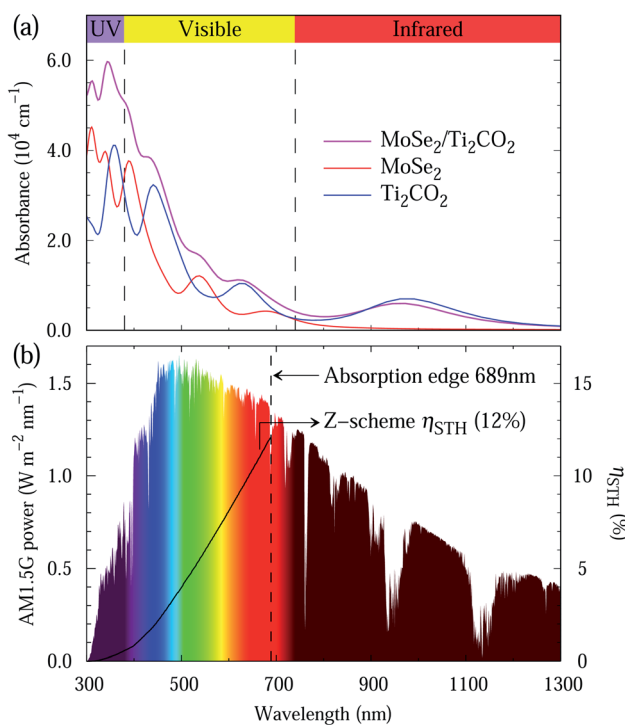 (a)
UV Visible Infrared
6.0
4.0
2.0
0.0
Absorbance (10⁴ cm⁻¹)
MoSe₂/Ti₂CO₂
MoSe₂
Ti₂CO₂
(b)
1.5
1.0
0.5
0.0
AM1.5G power (W m⁻² nm⁻¹)
Absorption edge 689nm
Z−scheme ηSTH (12%)
15
10
5
0
ηSTH (%)
300 500 700 900 1100 1300
Wavelength (nm)